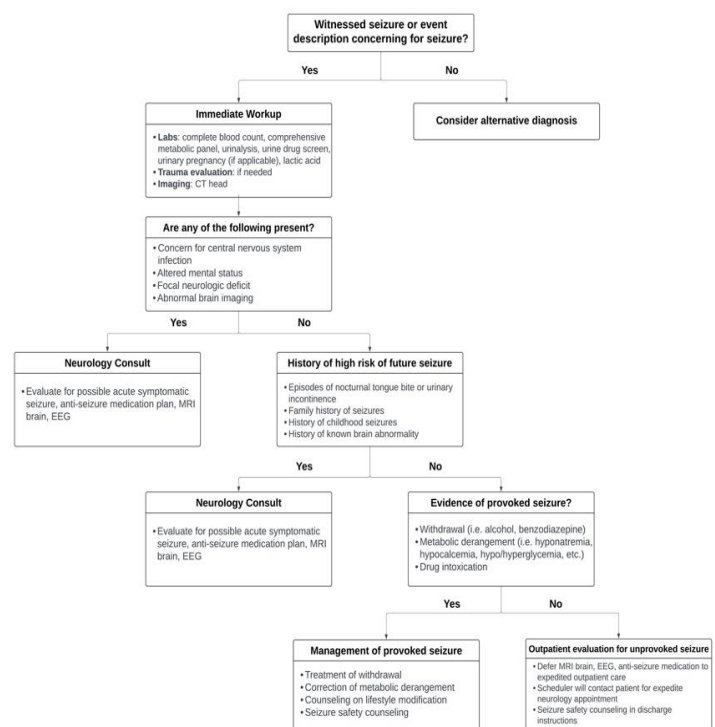 Witnessed seizure or event
description concerning for seizure?
Yes
No
Immediate Workup
• Labs: complete blood count, comprehensive
metabolic panel, urinalysis, urine drug screen,
urinary pregnancy (if applicable), lactic acid
• Trauma evaluation: if needed
• Imaging: CT head
Consider alternative diagnosis
Are any of the following present?
• Concern for central nervous system
infection
• Altered mental status
• Focal neurologic deficit
• Abnormal brain imaging
Yes
No
Neurology Consult
• Evaluate for possible acute symptomatic
seizure, anti-seizure medication plan, MRI
brain, EEG
History of high risk of future seizure
• Episodes of nocturnal tongue bite or urinary
incontinence
• Family history of seizures
• History of childhood seizures
• History of known brain abnormality
Yes
No
Neurology Consult
• Evaluate for possible acute symptomatic
seizure, anti-seizure medication plan, MRI
brain, EEG
Evidence of provoked seizure?
• Withdrawal (i.e. alcohol, benzodiazepine)
• Metabolic derangement (i.e. hyponatremia,
hypocalcemia, hypo/hyperglycemia, etc.)
• Drug intoxication
Yes
No
Management of provoked seizure
• Treatment of withdrawal
• Correction of metabolic derangement
• Counseling on lifestyle modification
• Seizure safety counseling
Outpatient evaluation for unprovoked seizure
• Defer MRI brain, EEG, anti-seizure medication to
expedited outpatient care
• Scheduler will contact patient for expedite
neurology appointment
• Seizure safety counseling in discharge
instructions